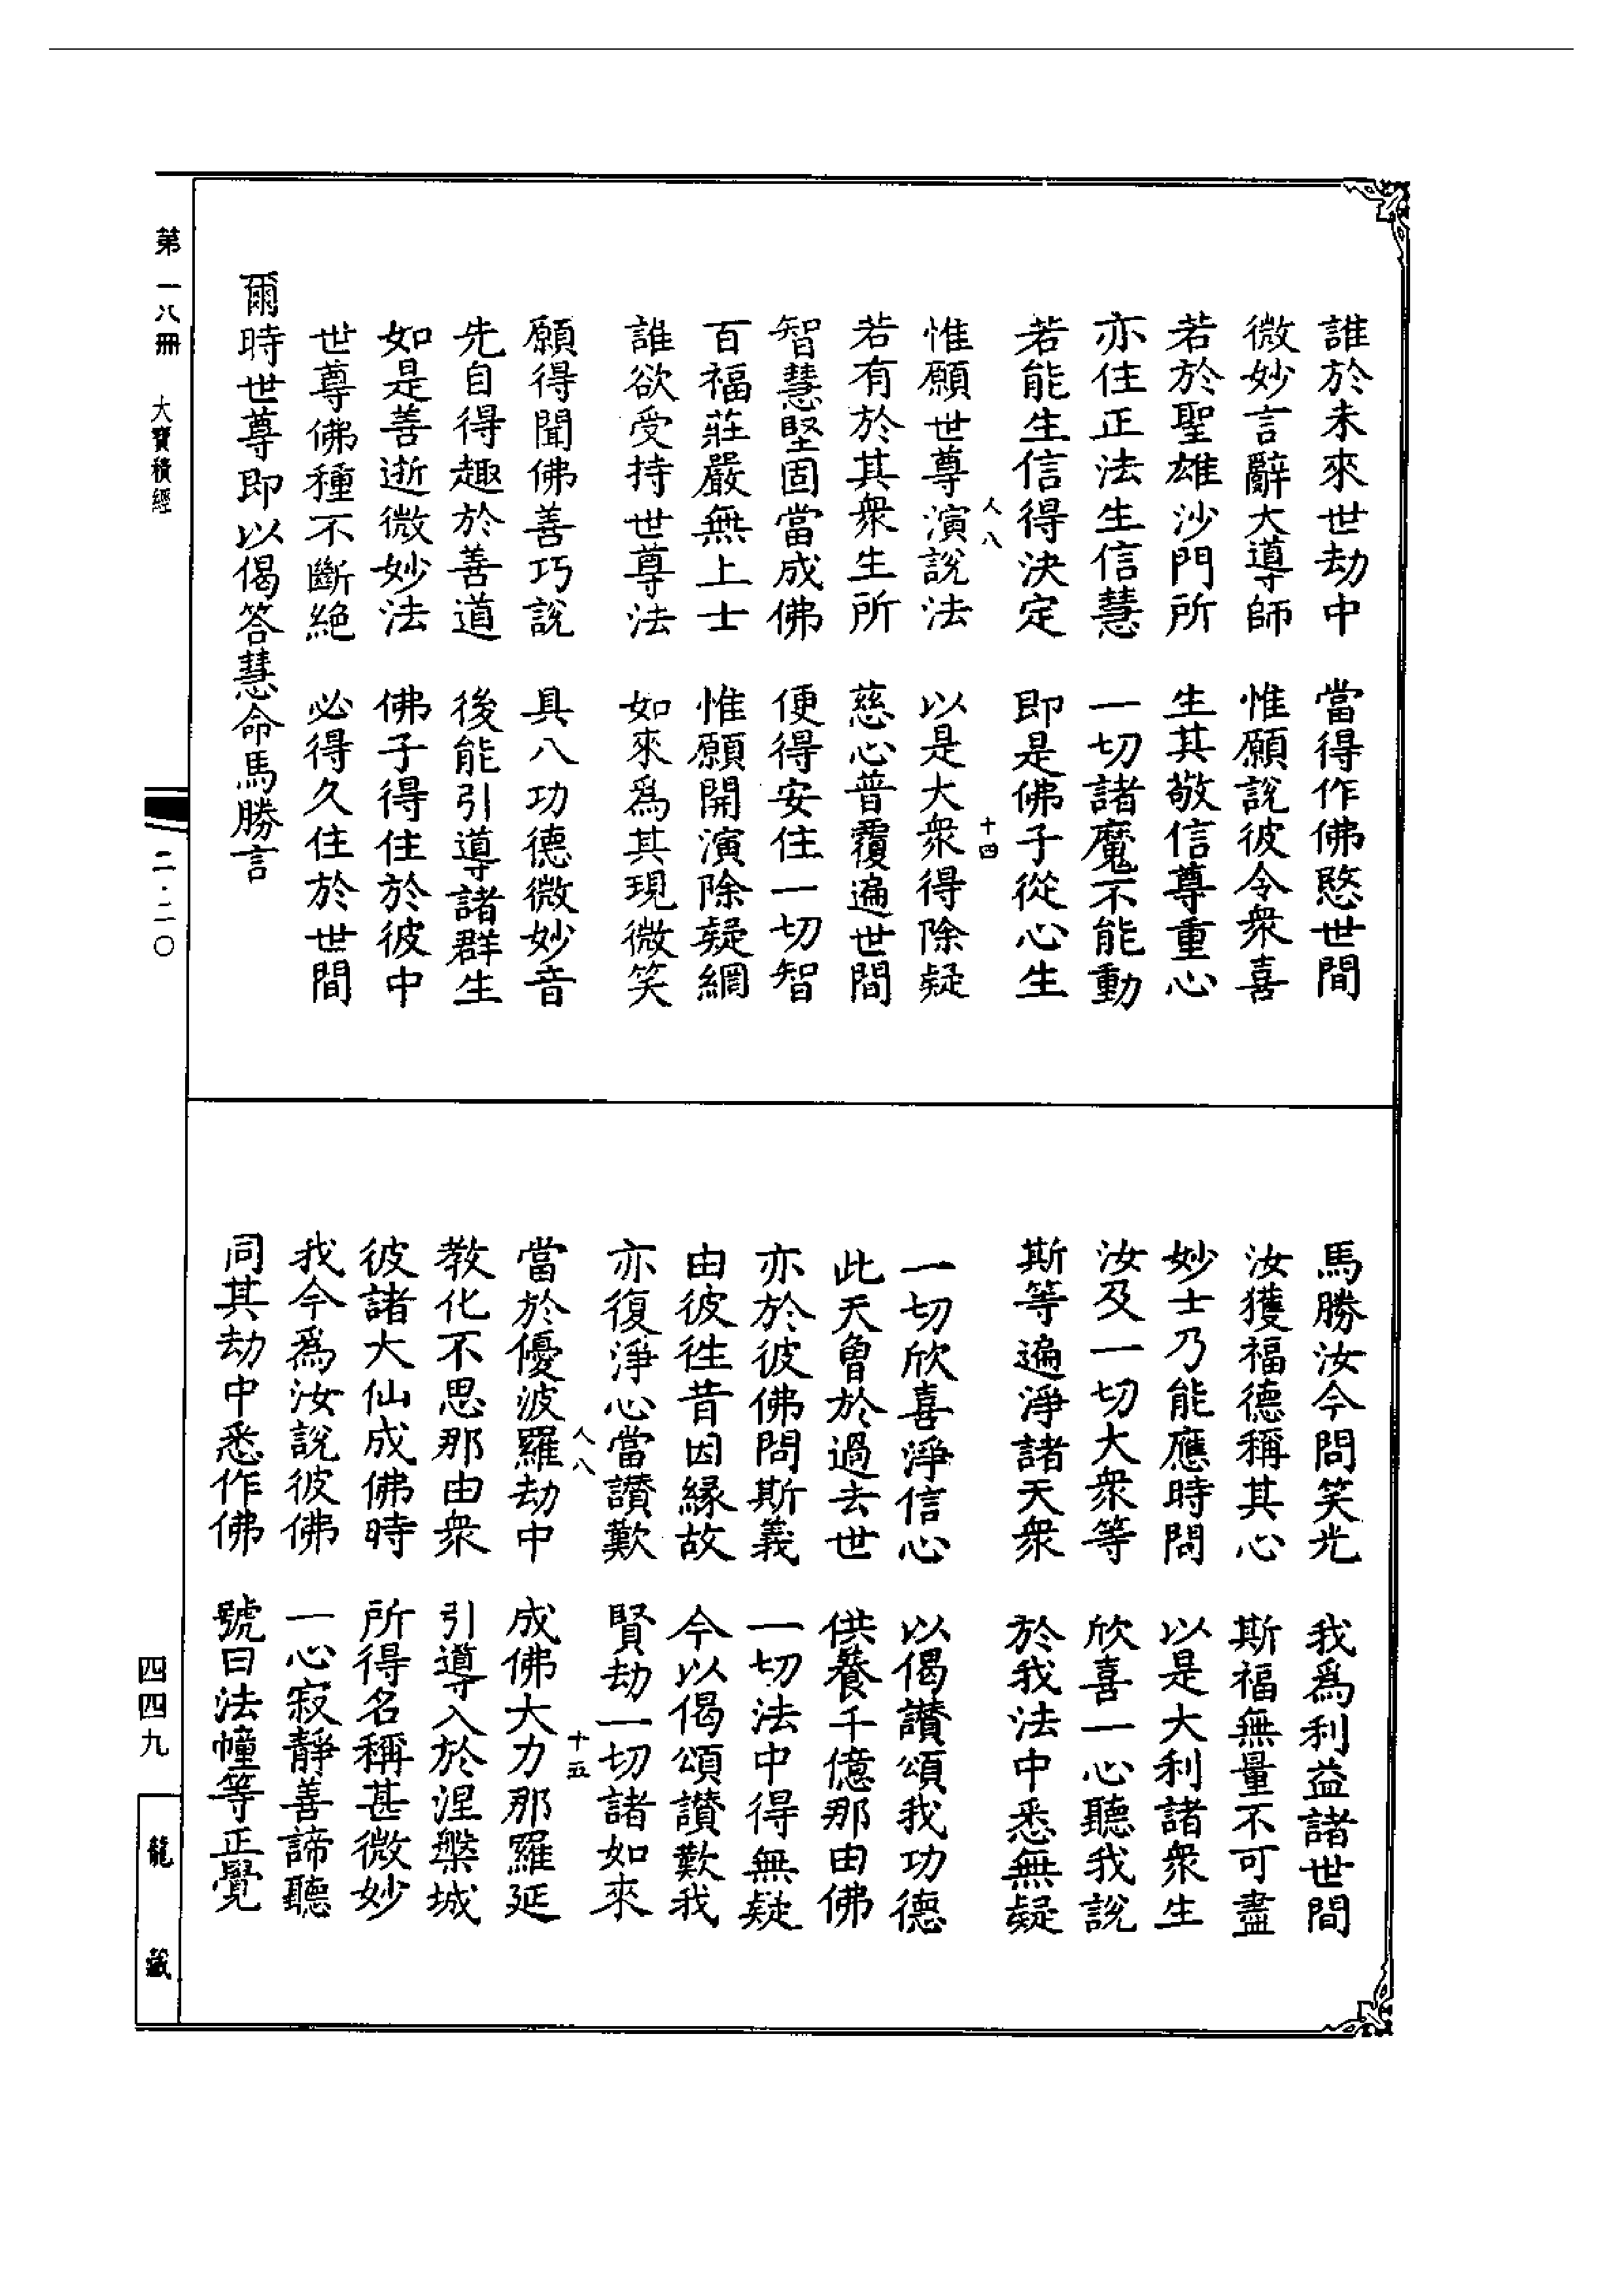 誰於未來世劫中　當得作佛愍世間
微妙言辭大導師　惟願說彼令衆喜
若於聖雄沙門所　生其敬信尊重心
亦住正法生信慧　一切諸魔不能動
若能生信得決定　即是佛子從心生
人八　十四
惟願世尊演說法　以是大衆得除疑
若有於其衆生所　慈心普覆遍世間
智慧堅固當成佛　便得安住一切智
百福莊嚴無上士　惟願開演除疑網
誰欲受持世尊法　如來爲其現微笑
願得聞佛善巧說　具八功德微妙音
先自得趣於善道　後能引導諸群生
如是善逝微妙法　佛子得住於彼中
世尊佛種不斷絕　必得久住於世間
爾時世尊即以偈答慧命馬勝言
馬勝汝今問笑光　我爲利益諸世間
汝獲福德稱其心　斯福無量不可盡
妙士乃能應時問　以是大利諸衆生
汝及一切大衆等　欣喜一心聽我說
斯等遍淨諸天衆　於我法中悉無疑
一切欣喜淨信心　以偈讃頌我功德
此天曾於過去世　供養千億那由佛
亦於彼佛問斯義　一切法中得無疑
由彼徃昔因緣故　今以偈頌讃歎我
亦復淨心當讃歎　賢劫一切諸如來
人八　十五
當於優波羅劫中　成佛大力那羅延
教化不思那由衆　引導入於涅槃城
彼諸大仙成佛時　所得名稱甚微妙
我今爲汝說彼佛　一心寂靜善諦聽
同其劫中悉作佛　號曰法幢等正覺
第一八冊　大寶積經　二·二〇　四四九　龍藏